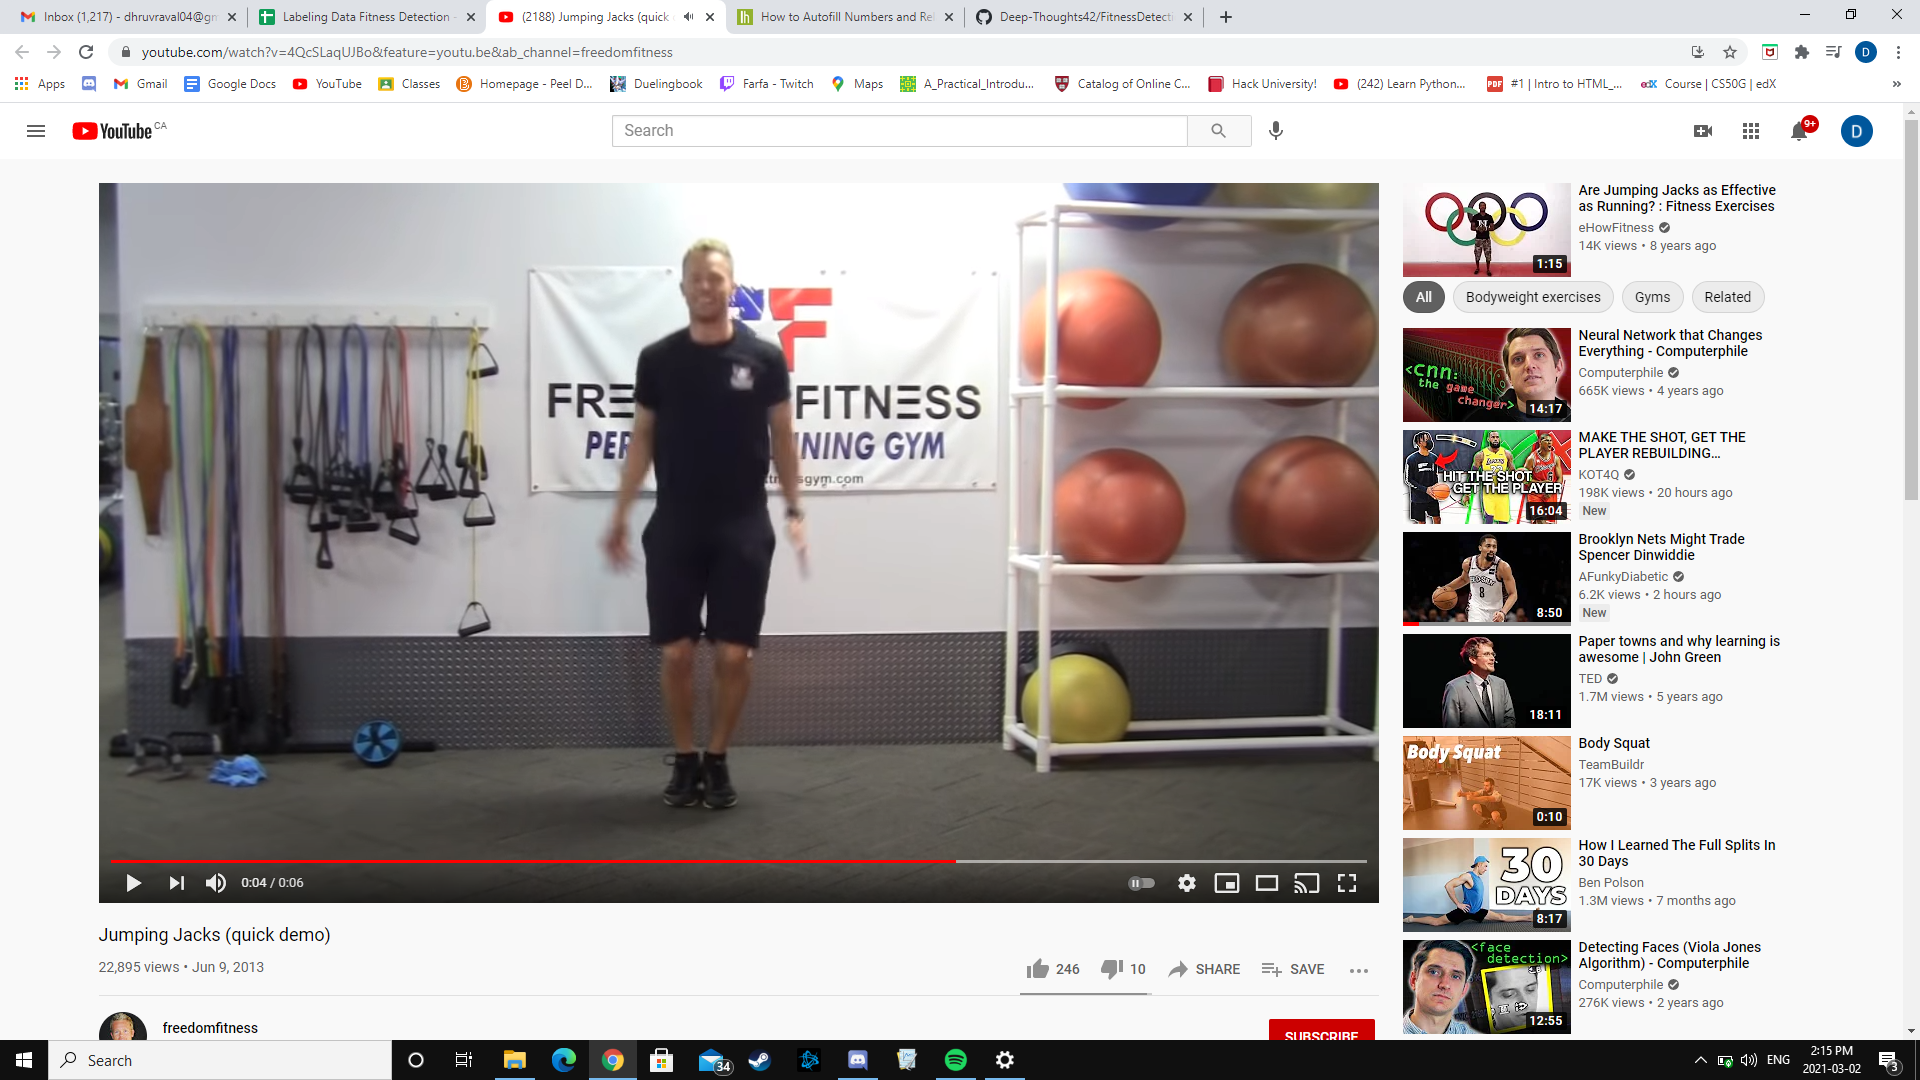 Inbox (1,217) - dhruvraval04@gm
Labeling Data Fitness Detection
(2188) Jumping Jacks (quick
How to Autofill Numbers and Re
Deep-Thoughts42/FitnessDetecti
youtube.com/watch?v=4QcSLaqUJBo&feature=youtu.be&ab_channel=freedomfitness
D
Apps
Gmail
Google Docs
YouTube
Classes
Homepage - Peel D...
Duelingbook
Farfa - Twitch
Maps
A_Practical_Introdu...
Catalog of Online C...
Hack University!
(242) Learn Python...
#1 | Intro to HTML_...
Course | CS50G | edX
YouTube CA
Search
9+
D
FRE FITNESS
PER NING GYM
sgym.com
0:04 / 0:06
Jumping Jacks (quick demo)
22,895 views • Jun 9, 2013
246
10
SHARE
SAVE
freedomfitness
SUBSCRIBE
1:15
Are Jumping Jacks as Effective
as Running? : Fitness Exercises
eHowFitness
14K views • 8 years ago
All
Bodyweight exercises
Gyms
Related
<cnn:
the game
changer>
14:17
Neural Network that Changes
Everything - Computerphile
Computerphile
665K views • 4 years ago
HIT THE SHOT
GET THE PLAYER
16:04
MAKE THE SHOT, GET THE
PLAYER REBUILDING...
KOT4Q
198K views • 20 hours ago
New
8:50
Brooklyn Nets Might Trade
Spencer Dinwiddie
AFunkyDiabetic
6.2K views • 2 hours ago
New
18:11
Paper towns and why learning is
awesome | John Green
TED
1.7M views • 5 years ago
Body Squat
0:10
Body Squat
TeamBuildr
17K views • 3 years ago
30
DAYS
8:17
How I Learned The Full Splits In
30 Days
Ben Polson
1.3M views • 7 months ago
<face
detection>
12:55
Detecting Faces (Viola Jones
Algorithm) - Computerphile
Computerphile
276K views • 2 years ago
Search
34
ENG
2:15 PM
2021-03-02
3